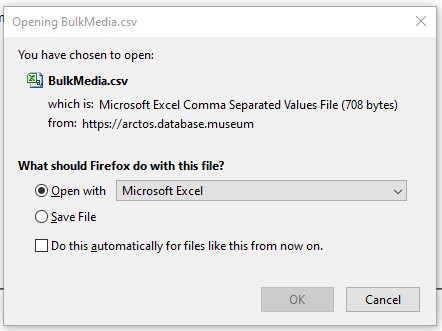 Opening BulkMedia.csv
You have chosen to open:
BulkMedia.csv
which is: Microsoft Excel Comma Separated Values File (708 bytes)
from: https://arctos.database.museum
What should Firefox do with this file?
Open with Microsoft Excel
Save File
Do this automatically for files like this from now on.
OK Cancel